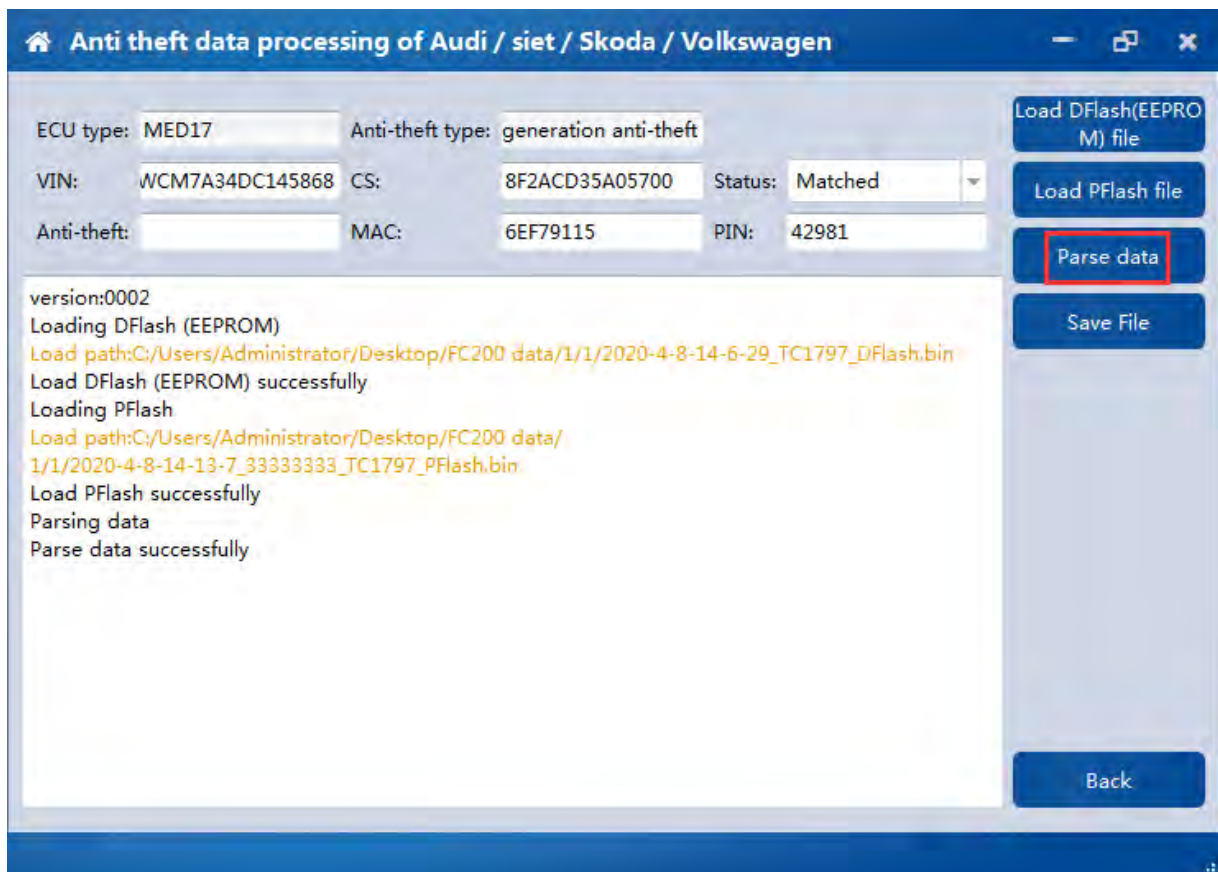 Anti theft data processing of Audi / siet / Skoda / Volkswagen
ECU type: MED17 Anti-theft type: generation anti-theft
VIN: WCM7A34DC145868 CS: 8F2ACD35A05700 Status: Matched
Anti-theft: MAC: 6EF79115 PIN: 42981
version:0002
Loading DFlash (EEPROM)
Load path:C:/Users/Administrator/Desktop/FC200 data/1/1/2020-4-8-14-6-29_TC1797_DFlash.bin
Load DFlash (EEPROM) successfully
Loading PFlash
Load path:C:/Users/Administrator/Desktop/FC200 data/
1/1/2020-4-8-14-13-7_33333333_TC1797_PFlash.bin
Load PFlash successfully
Parsing data
Parse data successfully
Load DFlash(EEPRO
M) file
Load PFlash file
Parse data
Save File
Back